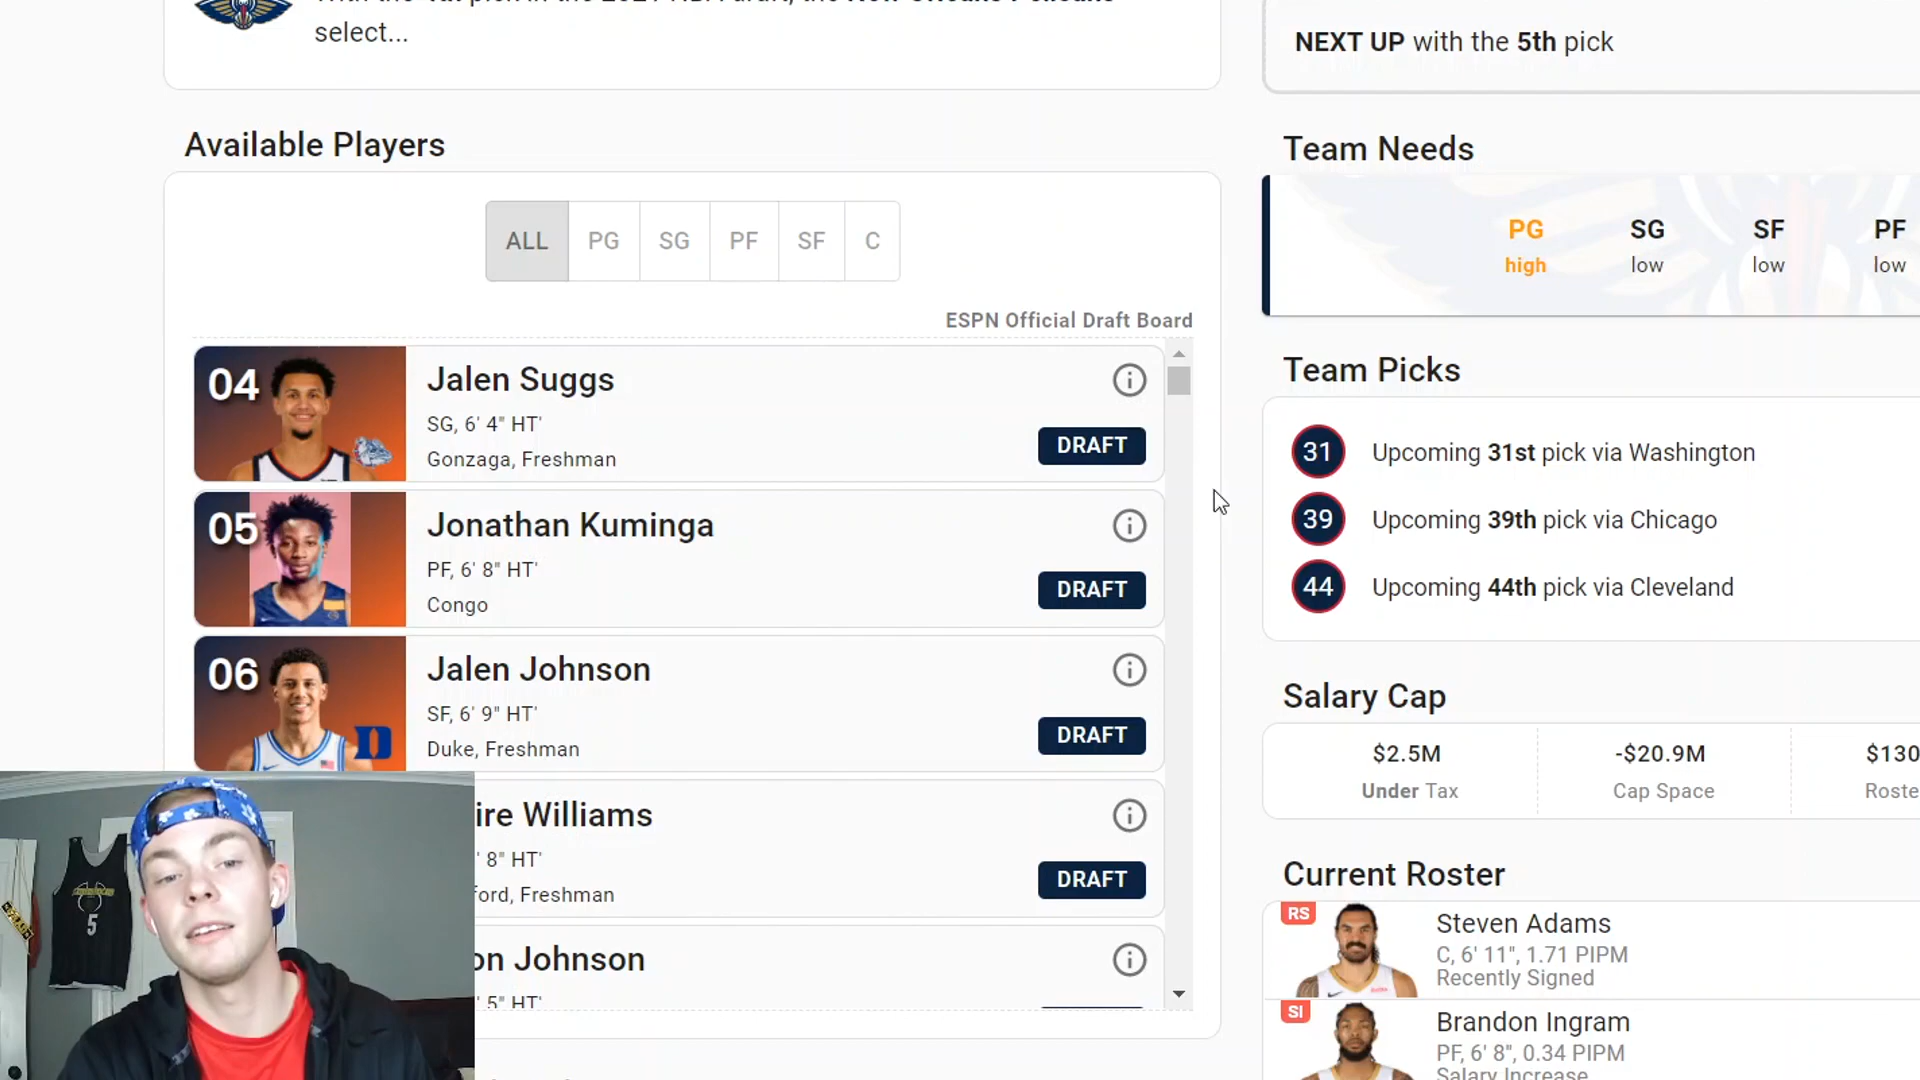 select...
NEXT UP with the 5th pick
Available Players
ALL PG SG PF SF C
ESPN Official Draft Board
04 Jalen Suggs
SG, 6' 4" HT'
Gonzaga, Freshman
DRAFT
05 Jonathan Kuminga
PF, 6' 8" HT'
Congo
DRAFT
06 Jalen Johnson
SF, 6' 9" HT'
Duke, Freshman
DRAFT
ire Williams
' 8" HT'
ford, Freshman
DRAFT
on Johnson
' 5" HT'
5
Team Needs
PG SG SF PF
high low low low
Team Picks
31 Upcoming 31st pick via Washington
39 Upcoming 39th pick via Chicago
44 Upcoming 44th pick via Cleveland
Salary Cap
$2.5M -$20.9M $130
Under Tax Cap Space Roste
Current Roster
RS Steven Adams
C, 6' 11", 1.71 PIPM
Recently Signed
SI Brandon Ingram
PF, 6' 8", 0.34 PIPM
Salary Increase